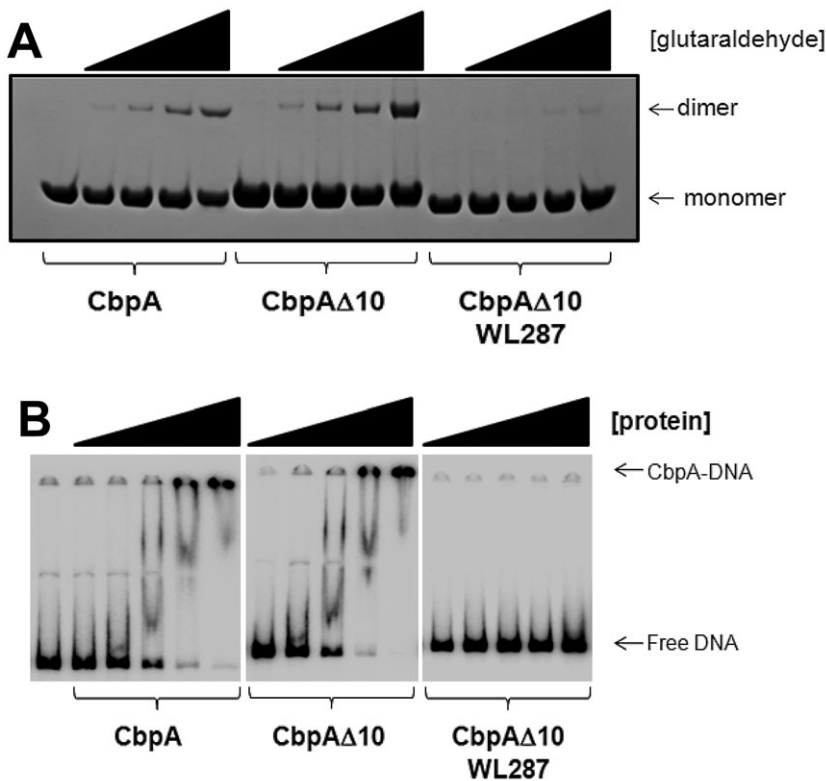 A
[glutaraldehyde]
dimer
monomer
CbpA
CbpAΔ10
CbpAΔ10
WL287
B
[protein]
CbpA-DNA
Free DNA
CbpA
CbpAΔ10
CbpAΔ10
WL287